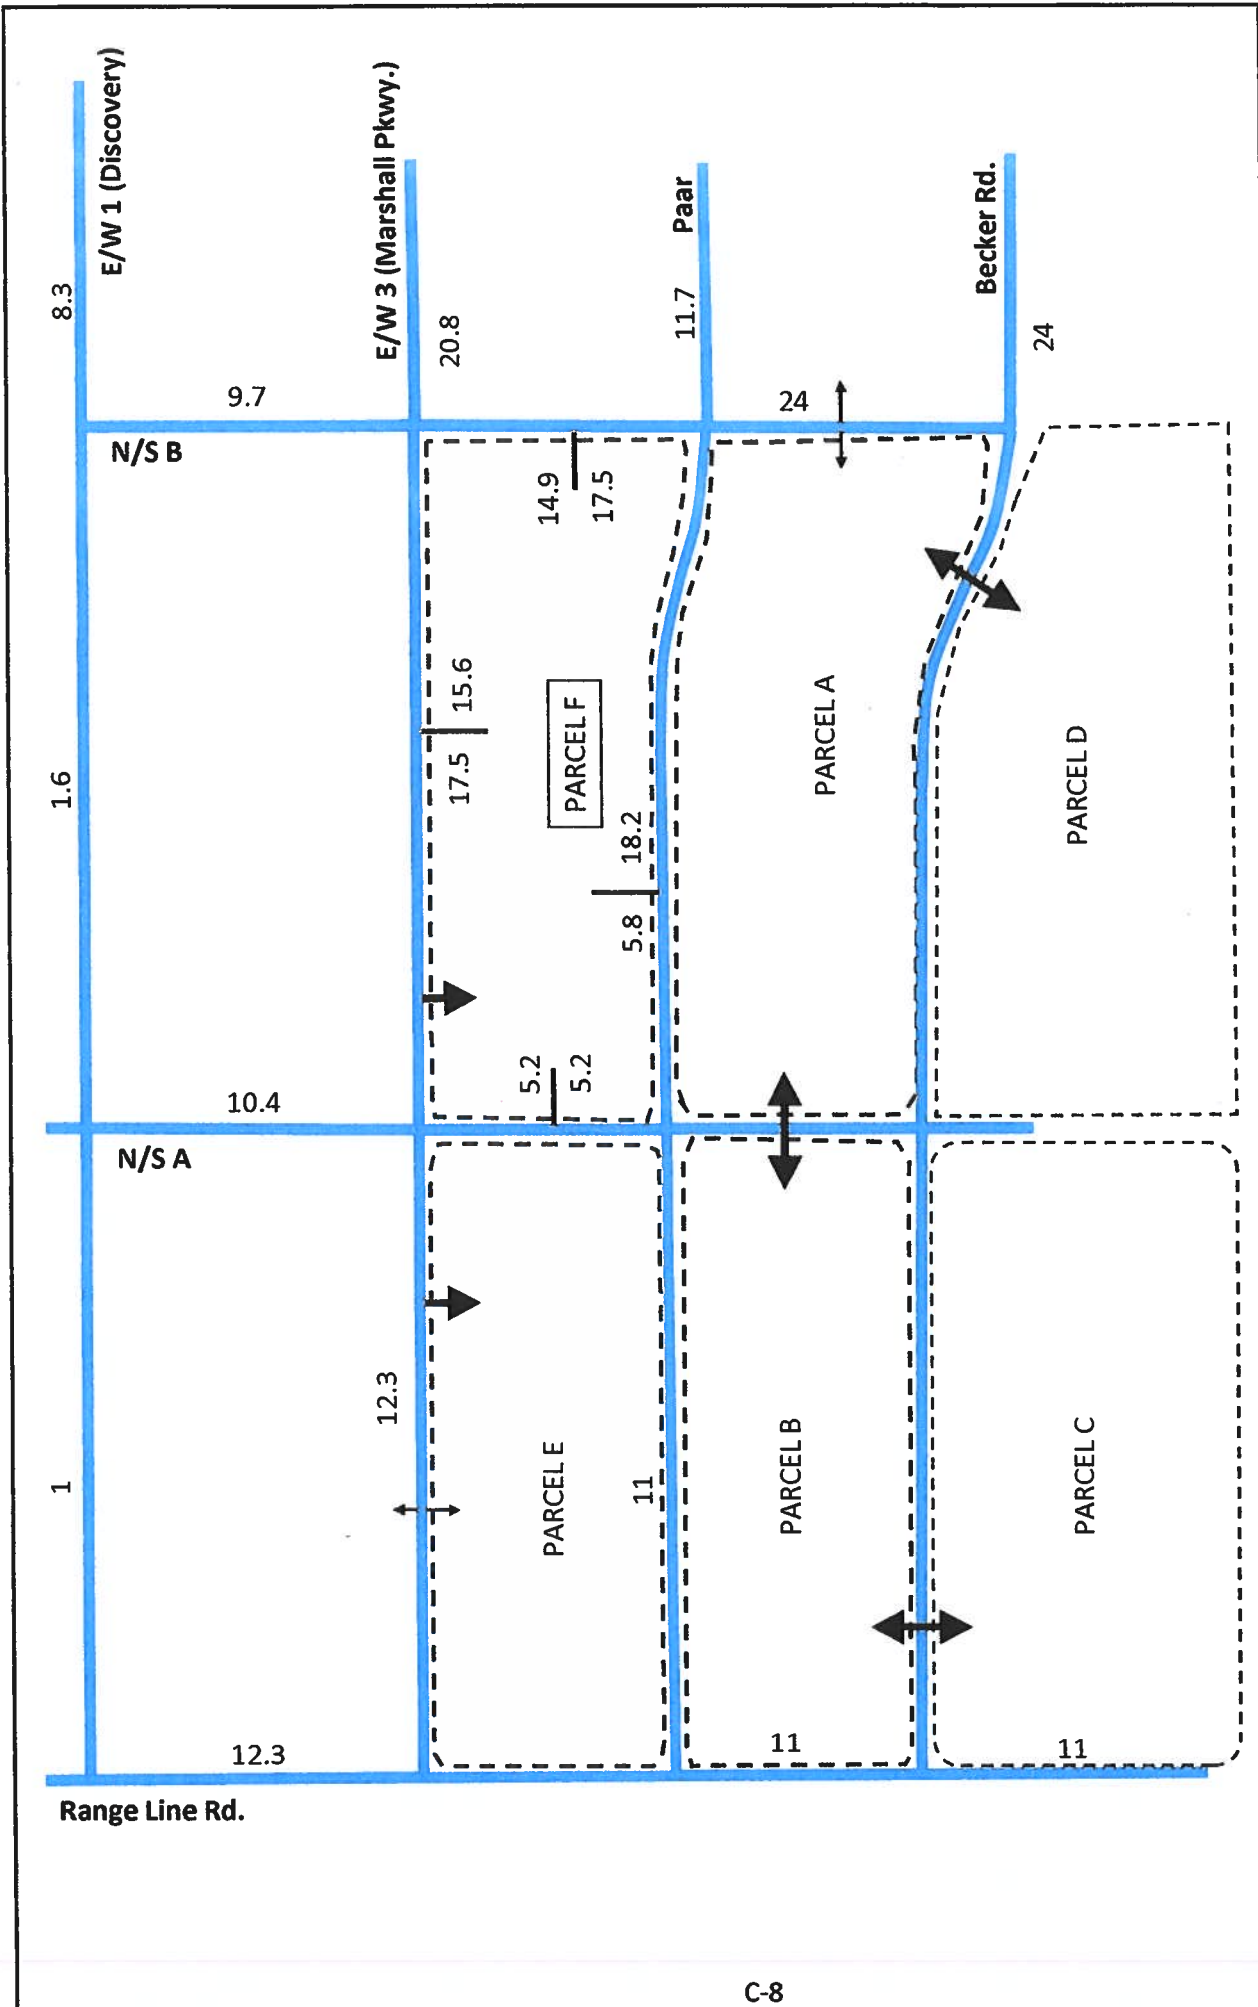 E/W 1 (Discovery)
8.3
1.6
1
E/W 3 (Marshall Pkwy.)
20.8
9.7
N/S B
15.6
17.5
10.4
N/S A
12.3
12.3
Range Line Rd.
Paar
11.7
14.9
17.5
PARCEL F
18.2
5.8
5.2
5.2
PARCEL E
11
Becker Rd.
24
24
PARCEL A
PARCEL B
11
PARCEL D
PARCEL C
11
C-8